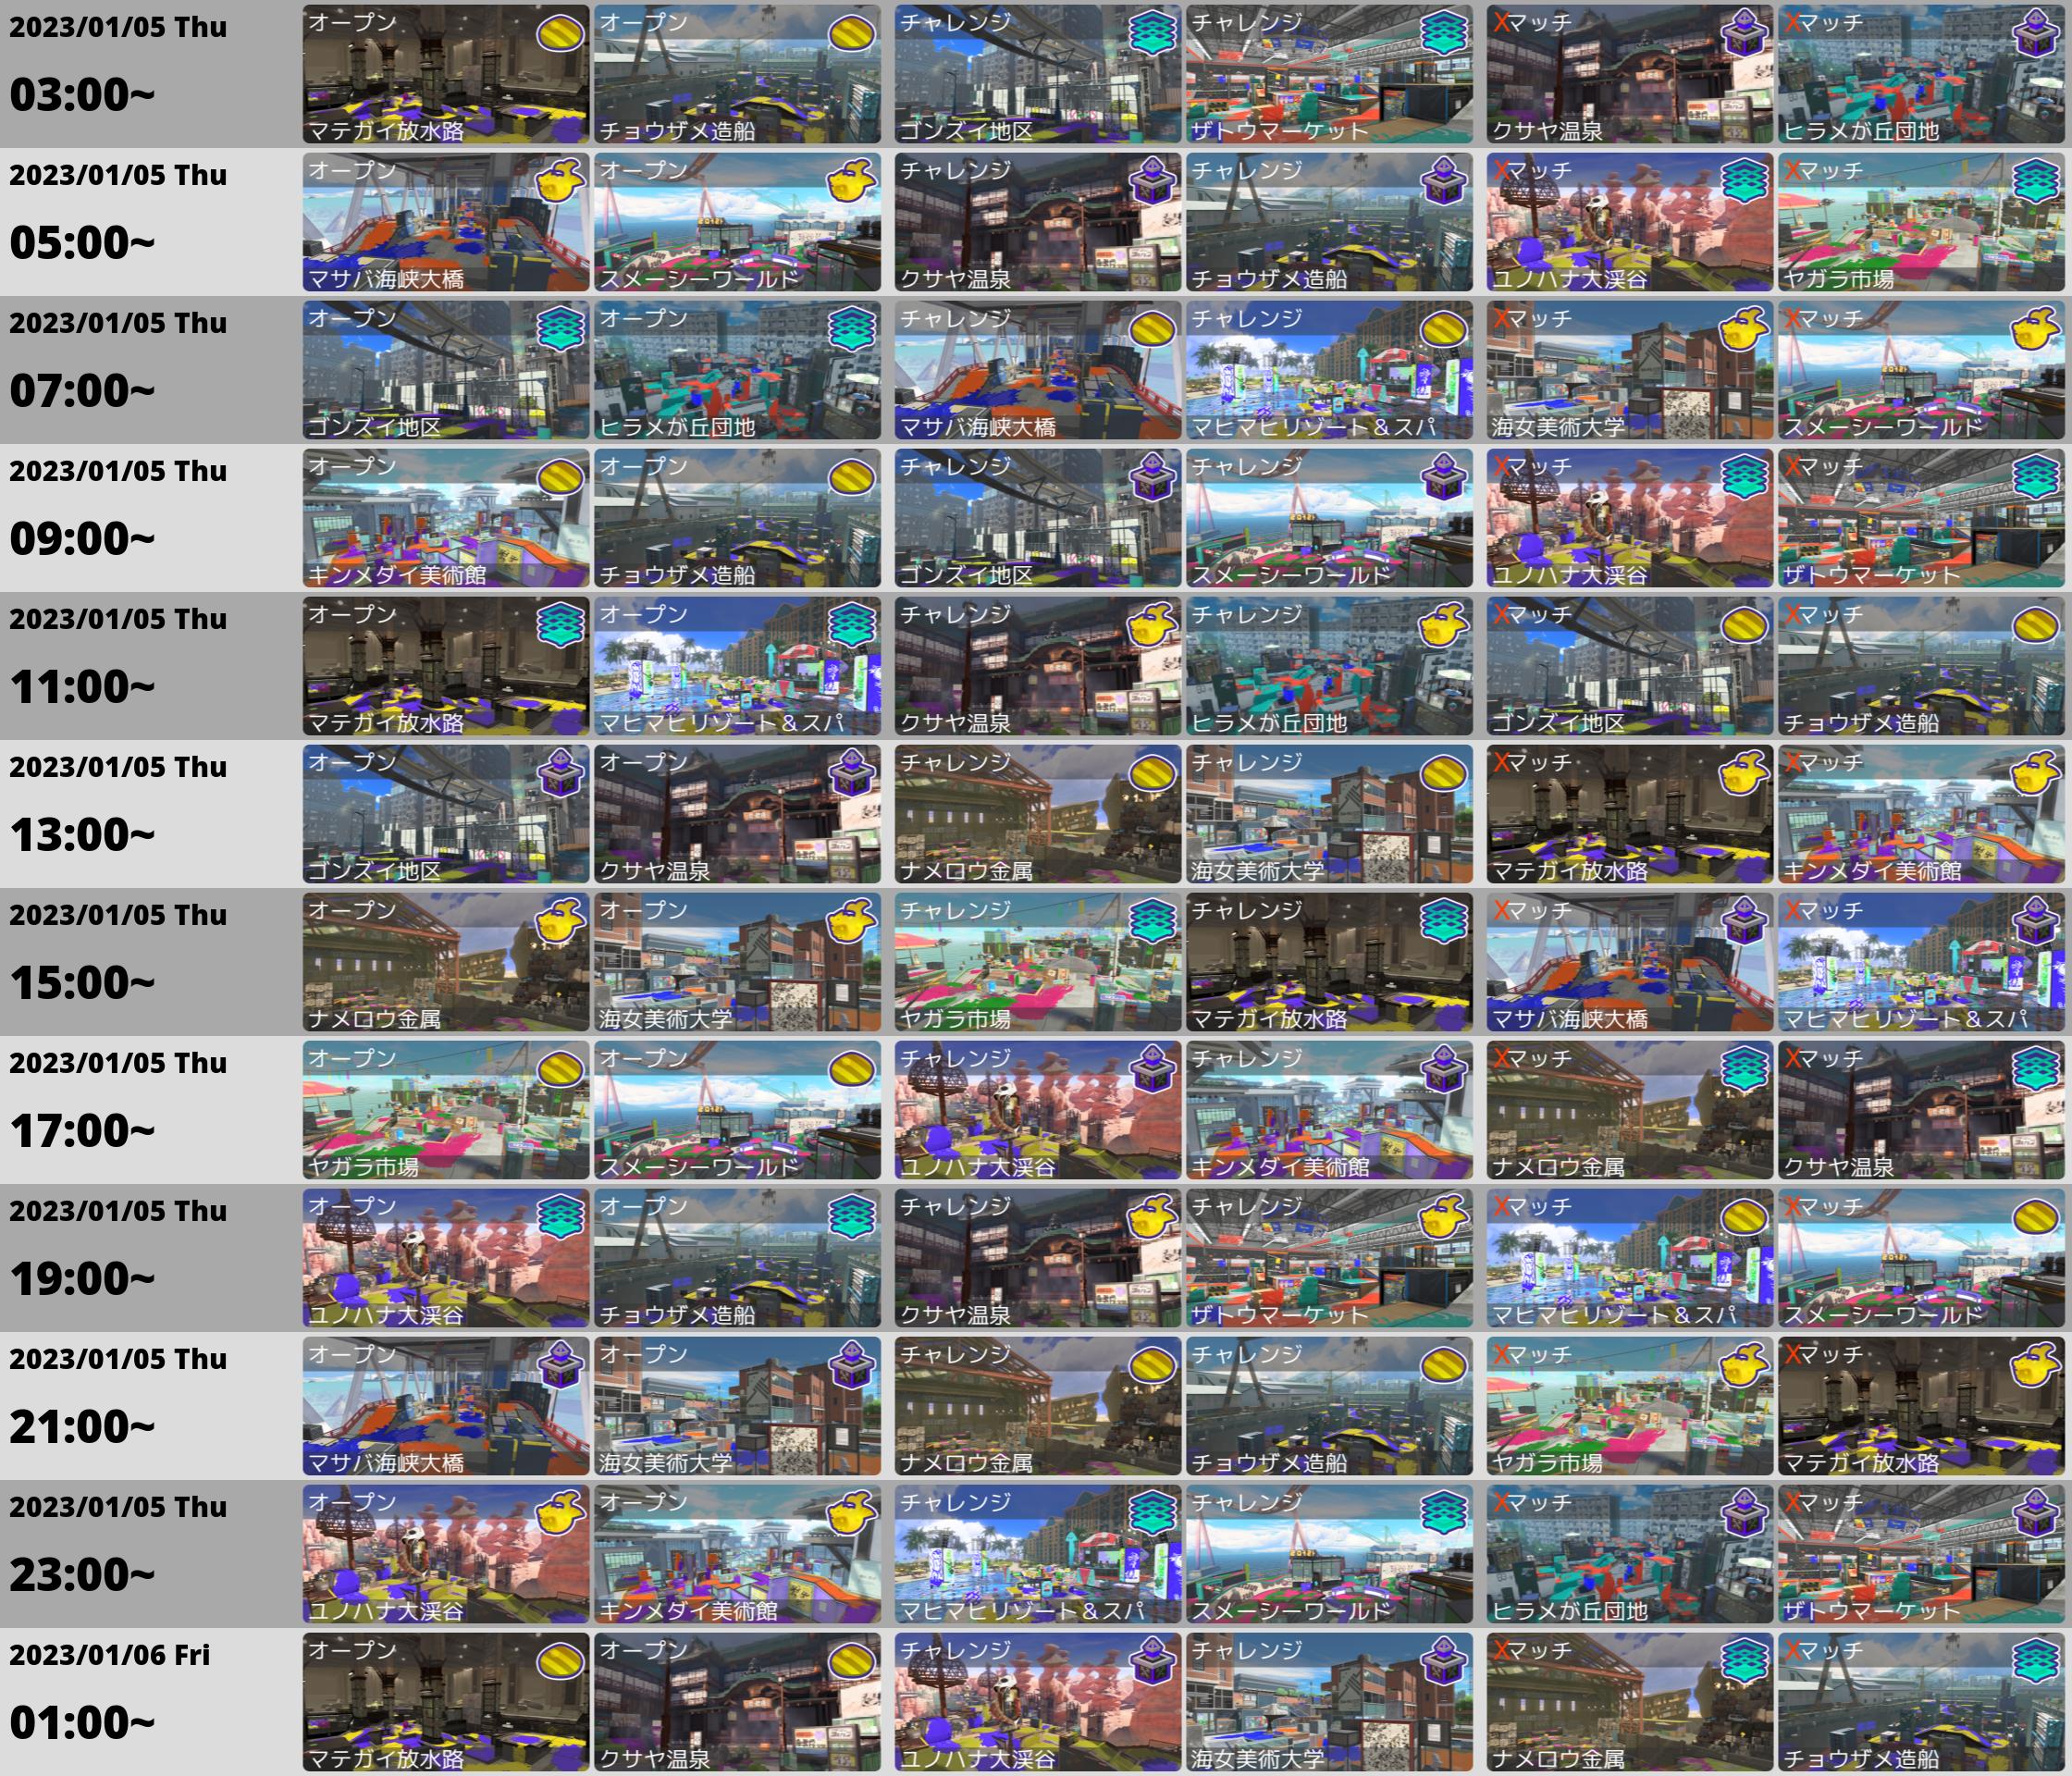 2023/01/05 Thu
03:00~
オープン
マテガイ放水路
オープン
チョウザメ造船
チャレンジ
ゴンズイ地区
チャレンジ
ザトウマーケット
Xマッチ
クサヤ温泉
Xマッチ
ヒラメが丘団地
2023/01/05 Thu
05:00~
オープン
マサバ海峡大橋
オープン
スメーシーワールド
チャレンジ
クサヤ温泉
チャレンジ
チョウザメ造船
Xマッチ
ユノハナ大渓谷
Xマッチ
ヤガラ市場
2023/01/05 Thu
07:00~
オープン
ゴンズイ地区
オープン
ヒラメが丘団地
チャレンジ
マサバ海峡大橋
チャレンジ
マヒマヒリゾート＆スパ
Xマッチ
海女美術大学
Xマッチ
スメーシーワールド
2023/01/05 Thu
09:00~
オープン
キンメダイ美術館
オープン
チョウザメ造船
チャレンジ
ゴンズイ地区
チャレンジ
スメーシーワールド
Xマッチ
ユノハナ大渓谷
Xマッチ
ザトウマーケット
2023/01/05 Thu
11:00~
オープン
マテガイ放水路
オープン
マヒマヒリゾート＆スパ
チャレンジ
クサヤ温泉
チャレンジ
ヒラメが丘団地
Xマッチ
ゴンズイ地区
Xマッチ
チョウザメ造船
2023/01/05 Thu
13:00~
オープン
ゴンズイ地区
オープン
クサヤ温泉
チャレンジ
ナメロウ金属
チャレンジ
海女美術大学
Xマッチ
マテガイ放水路
Xマッチ
キンメダイ美術館
2023/01/05 Thu
15:00~
オープン
ナメロウ金属
オープン
海女美術大学
チャレンジ
ヤガラ市場
チャレンジ
マテガイ放水路
Xマッチ
マサバ海峡大橋
Xマッチ
マヒマヒリゾート＆スパ
2023/01/05 Thu
17:00~
オープン
ヤガラ市場
オープン
スメーシーワールド
チャレンジ
ユノハナ大渓谷
チャレンジ
キンメダイ美術館
Xマッチ
ナメロウ金属
Xマッチ
クサヤ温泉
2023/01/05 Thu
19:00~
オープン
ユノハナ大渓谷
オープン
チョウザメ造船
チャレンジ
クサヤ温泉
チャレンジ
ザトウマーケット
Xマッチ
マヒマヒリゾート＆スパ
Xマッチ
スメーシーワールド
2023/01/05 Thu
21:00~
オープン
マサバ海峡大橋
オープン
海女美術大学
チャレンジ
ナメロウ金属
チャレンジ
チョウザメ造船
Xマッチ
ヤガラ市場
Xマッチ
マテガイ放水路
2023/01/05 Thu
23:00~
オープン
ユノハナ大渓谷
オープン
キンメダイ美術館
チャレンジ
マヒマヒリゾート＆スパ
チャレンジ
スメーシーワールド
Xマッチ
ヒラメが丘団地
Xマッチ
ザトウマーケット
2023/01/06 Fri
01:00~
オープン
マテガイ放水路
オープン
クサヤ温泉
チャレンジ
ユノハナ大渓谷
チャレンジ
海女美術大学
Xマッチ
ナメロウ金属
Xマッチ
チョウザメ造船